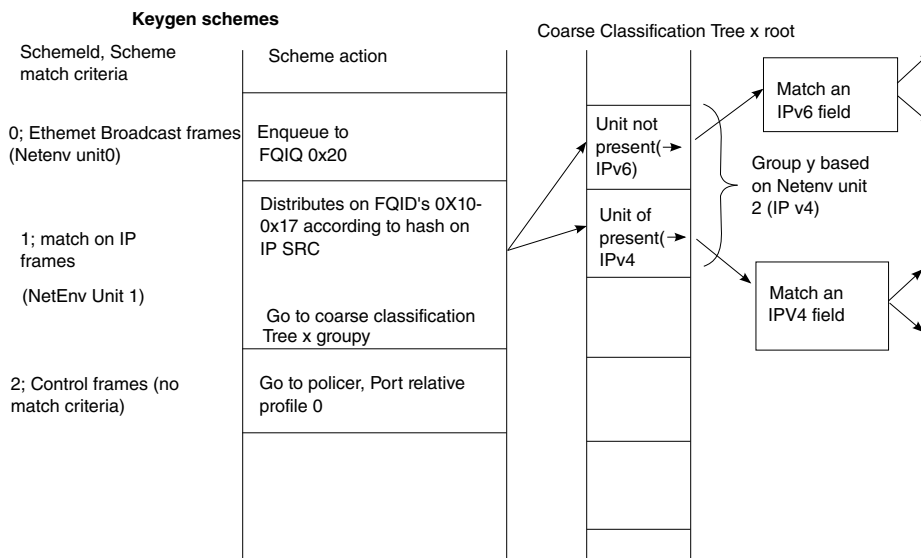 Keygen schemes
SchemeId, Scheme
match criteria
Scheme action
0; Ethemet Broadcast frames
(Netenv unit0)
Enqueue to
FQIQ 0x20
1; match on IP
frames
(NetEnv Unit 1)
Distributes on FQID's 0X10-
0x17 according to hash on
IP SRC
Go to coarse classification
Tree x groupy
2; Control frames (no
match criteria)
Go to policer, Port relative
profile 0
Coarse Classification Tree x root
Unit not
present(→
IPv6)
Unit of
present(→
IPv4
Group y based
on Netenv unit
2 (IP v4)
Match an
IPv6 field
Match an
IPV4 field